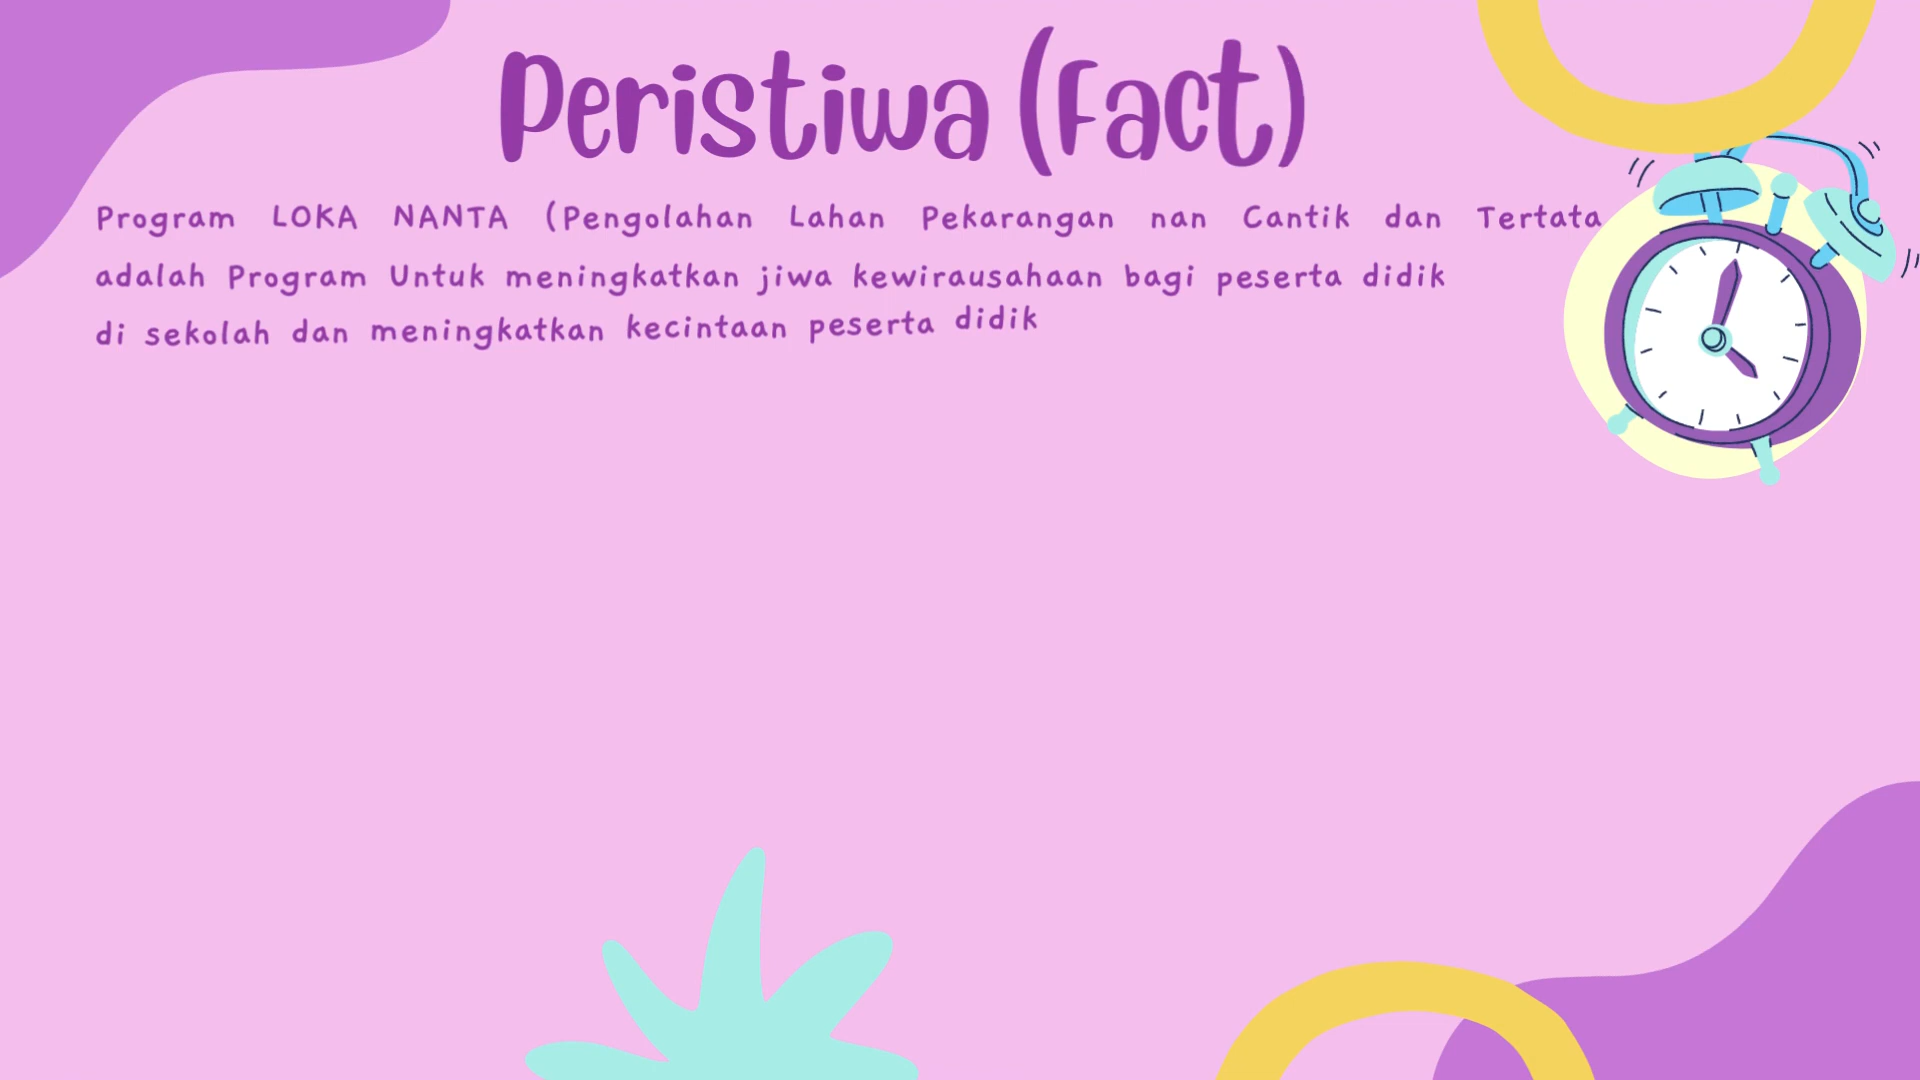 Peristiwa (Fact)
Program LOKA NANTA (Pengolahan Lahan Pekarangan nan Cantik dan Tertata
adalah Program Untuk meningkatkan jiwa kewirausahaan bagi peserta didik
di sekolah dan meningkatkan kecintaan peserta didik